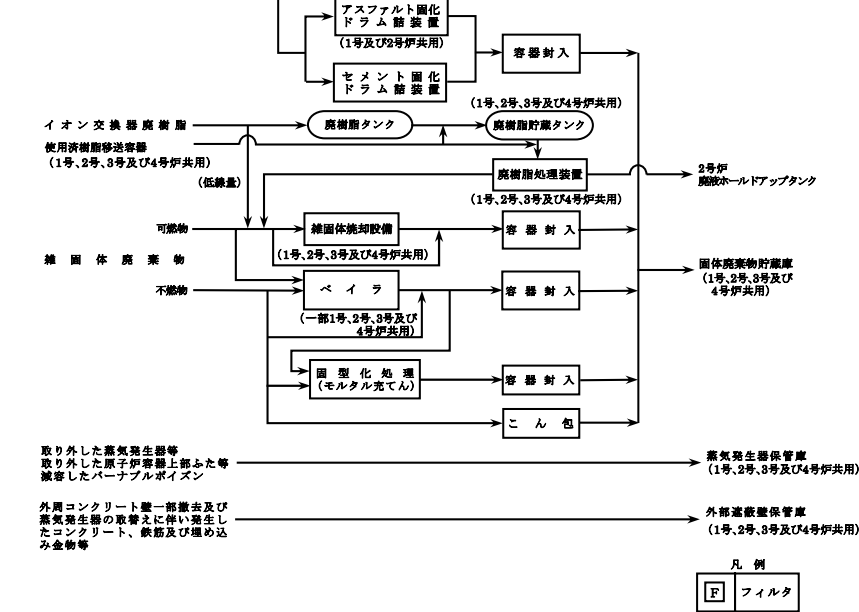 アスファルト固化
ドラム詰装置
(1号及び2号炉共用)
容器封入
セメント固化
ドラム詰装置
(1号、2号、3号及び4号炉共用)
イオン交換器廃樹脂
廃樹脂タンク
廃樹脂貯蔵タンク
使用済樹脂移送容器
(1号、2号、3号及び4号炉共用)
(低線量)
廃樹脂処理装置
(1号、2号、3号及び4号炉共用)
2号炉
廃液ホールドアップタンク
可燃物
雑固体焼却設備
(1号、2号、3号及び4号炉共用)
容器封入
雑固体廃棄物
固体廃棄物貯蔵庫
(1号、2号、3号及び
4号炉共用)
不燃物
ベイラ
(一部1号、2号、3号及び
4号炉共用)
容器封入
固型化処理
(モルタル充てん)
容器封入
こん包
取り外した蒸気発生器等
取り外した原子炉容器上部ふた等
減容したバーナブルポイズン
蒸気発生器保管庫
(1号、2号、3号及び4号炉共用)
外周コンクリート壁一部撤去及び
蒸気発生器の取替えに伴い発生し
たコンクリート、鉄筋及び埋め込
み金物等
外部遮蔽壁保管庫
(1号、2号、3号及び4号炉共用)
凡例
F フィルタ